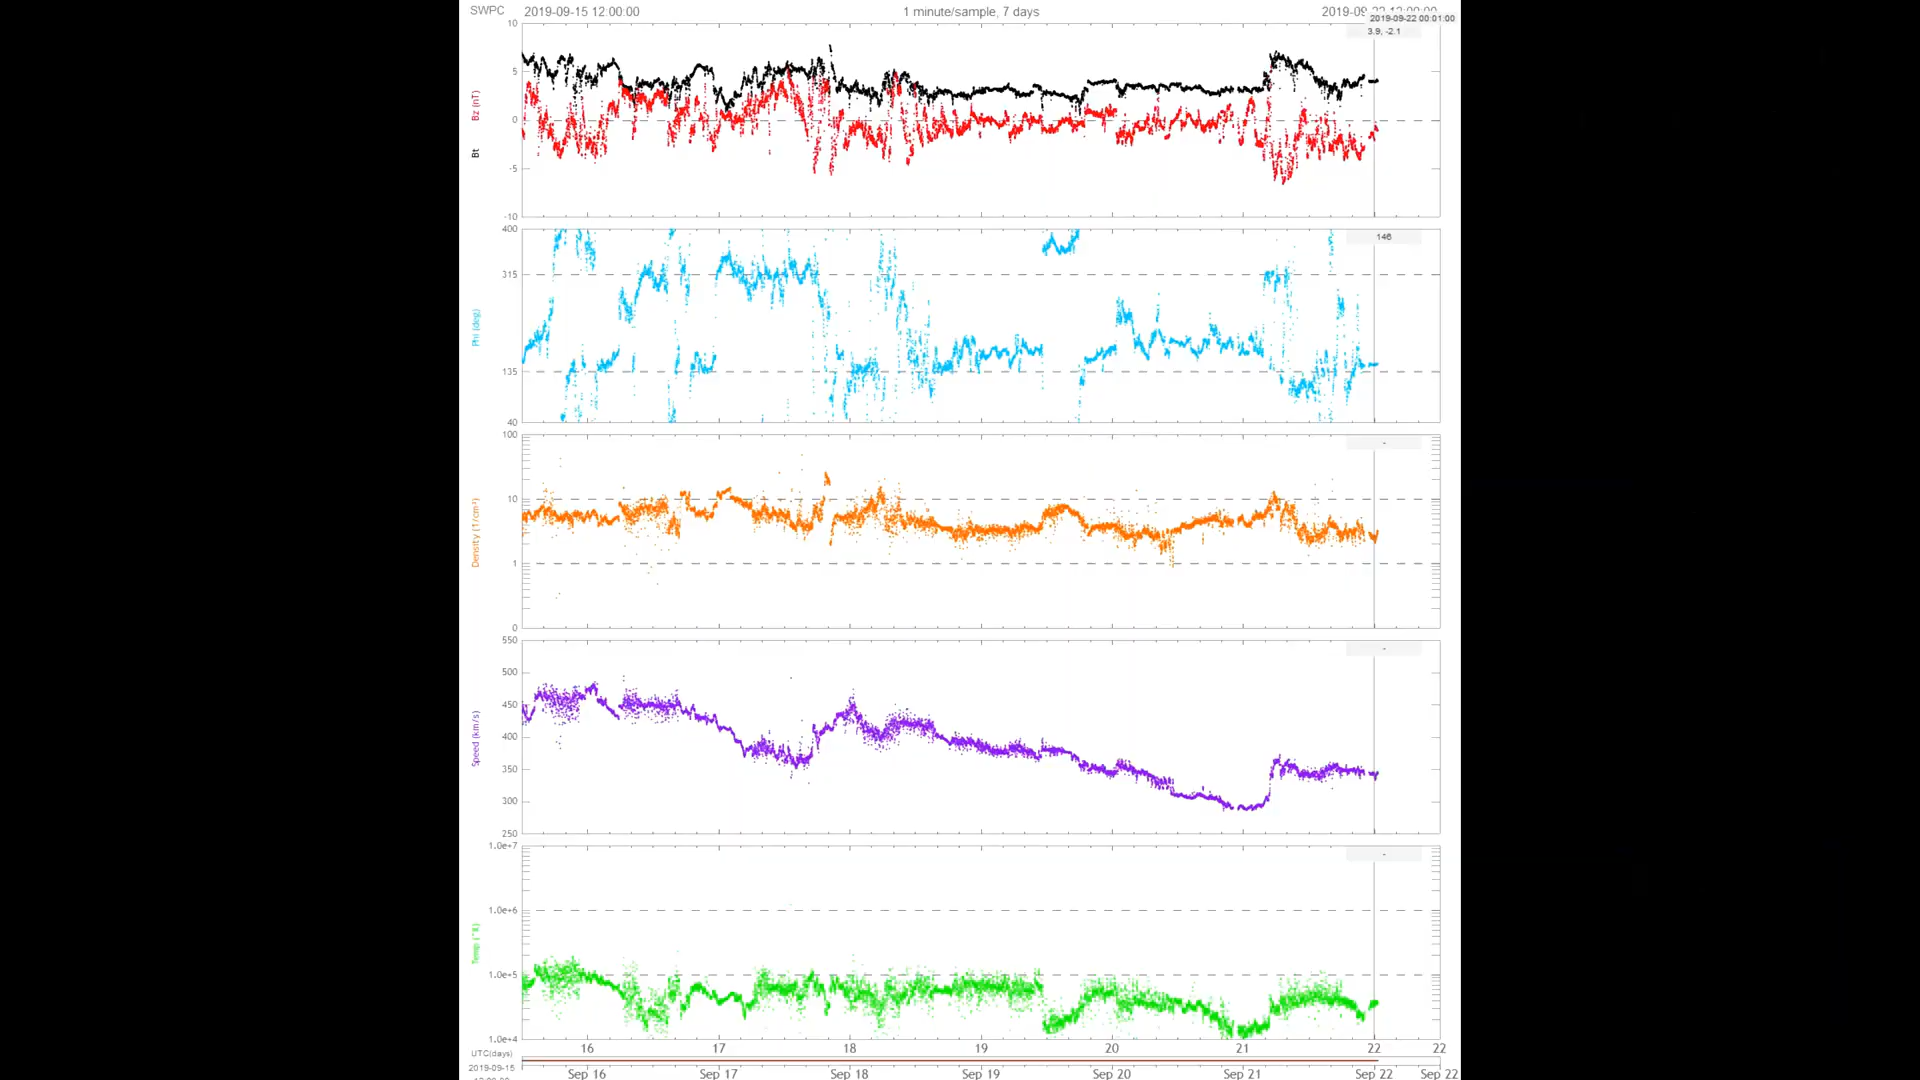 SWPC 2019-09-15 12:00:00 1 minute/sample, 7 days
2019-09-22 00:01:00
3.9, -2.1
10
5
0
-5
-10
Bt Bz (nT)
400
315
135
40
Phi (deg)
146
100
10
1
0
Density (1/cm³)
-
550
500
450
400
350
300
250
Speed (km/s)
-
1.0e+7
1.0e+6
1.0e+5
1.0e+4
-
UTC(days) 16 17 18 19 20 21 22 22
2019-09-15 Sep 16 Sep 17 Sep 18 Sep 19 Sep 20 Sep 21 Sep 22 Sep 22